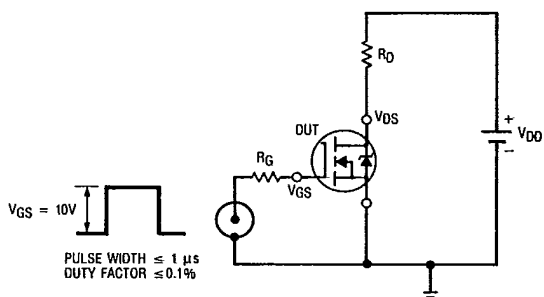 RD
VDS
DUT
+
VDD
-
RG
VGS
VGS = 10V
PULSE WIDTH ≤ 1 µs
DUTY FACTOR ≤ 0.1%